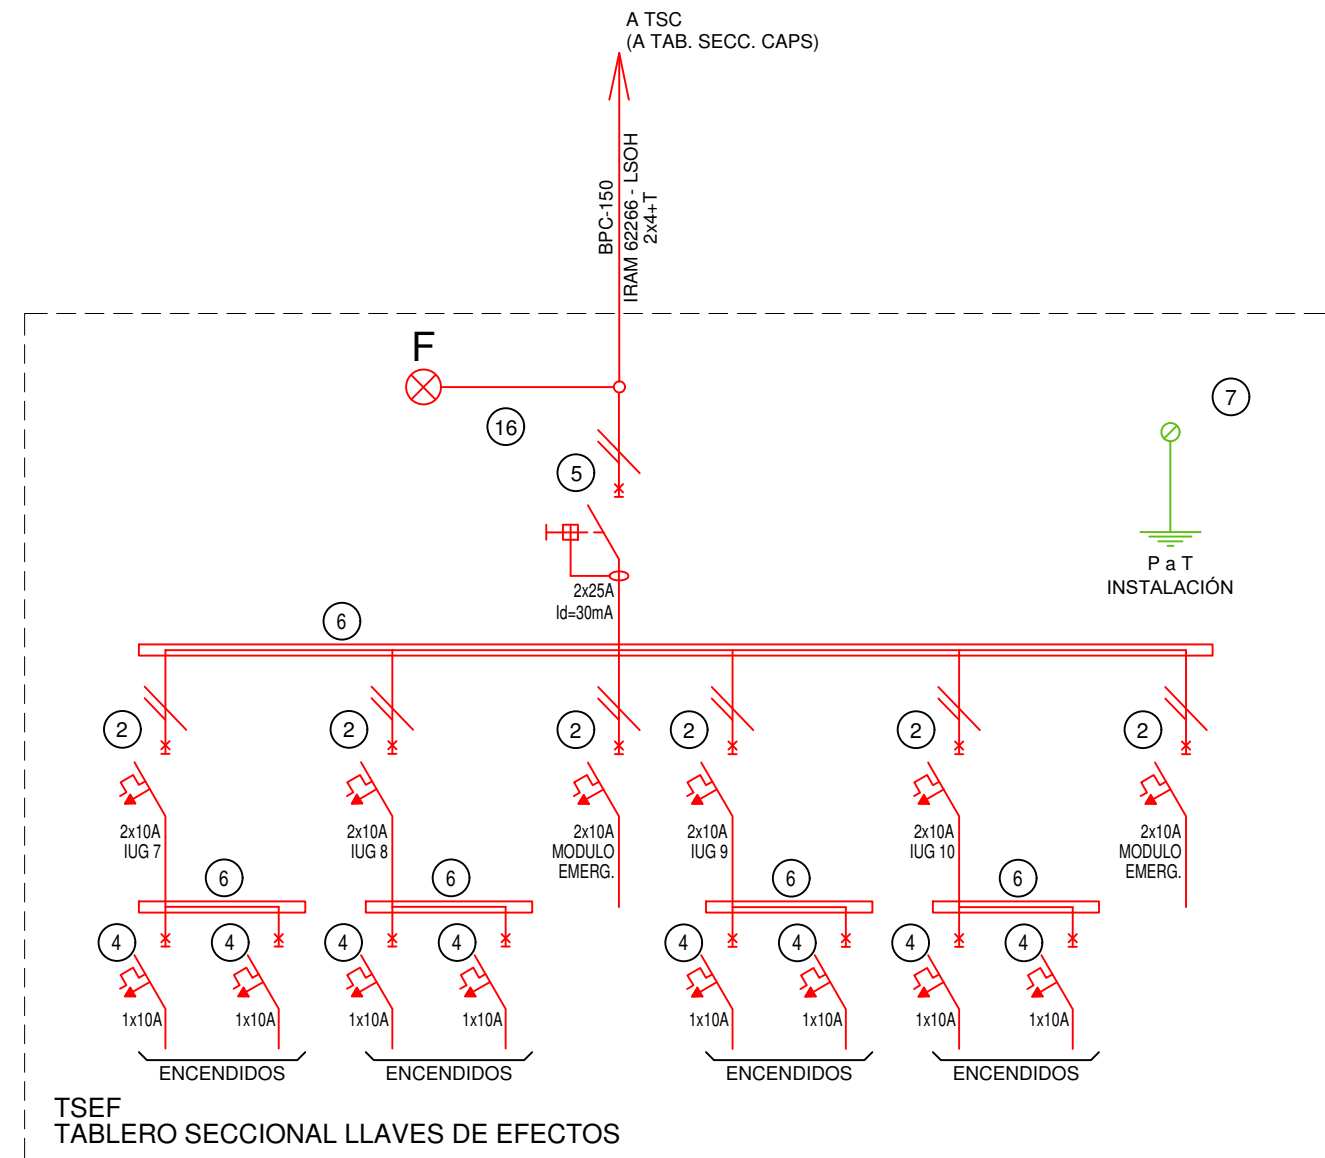 A TSC
(A TAB. SECC. CAPS)
BPC-150
IRAM 62266 - LSOH
2x4+T
F
16
7
5
P a T
INSTALACIÓN
2x25A
Id=30mA
6
2
2
2
2
2
2
2x10A
IUG 7
2x10A
IUG 8
2x10A
MODULO
EMERG.
2x10A
IUG 9
2x10A
IUG 10
2x10A
MODULO
EMERG.
6
6
6
6
4
4
4
4
4
4
4
4
1x10A
1x10A
1x10A
1x10A
1x10A
1x10A
1x10A
1x10A
ENCENDIDOS
ENCENDIDOS
ENCENDIDOS
ENCENDIDOS
TSEF
TABLERO SECCIONAL LLAVES DE EFECTOS